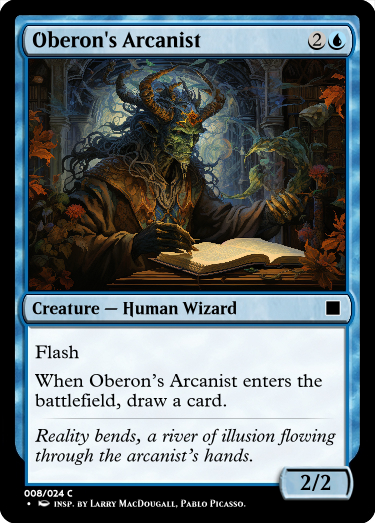 Oberon's Arcanist 2
Creature — Human Wizard
Flash
When Oberon's Arcanist enters the
battlefield, draw a card.
Reality bends, a river of illusion flowing
through the arcanist's hands.
2/2
008/024 C
• INSP. BY LARRY MACDOUGALL, PABLO PICASSO.